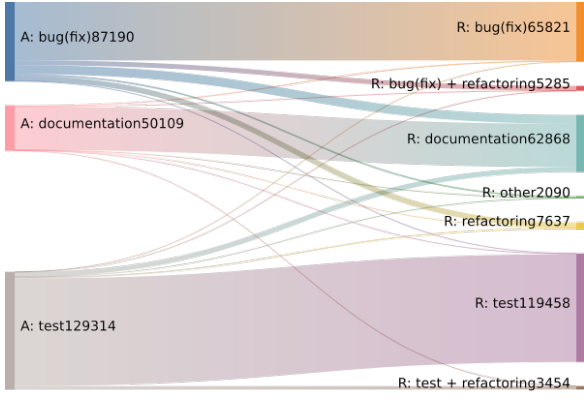 A: bug(fix)87190
A: documentation50109
A: test129314
R: bug(fix)65821
R: bug(fix) + refactoring5285
R: documentation62868
R: other2090
R: refactoring7637
R: test119458
R: test + refactoring3454